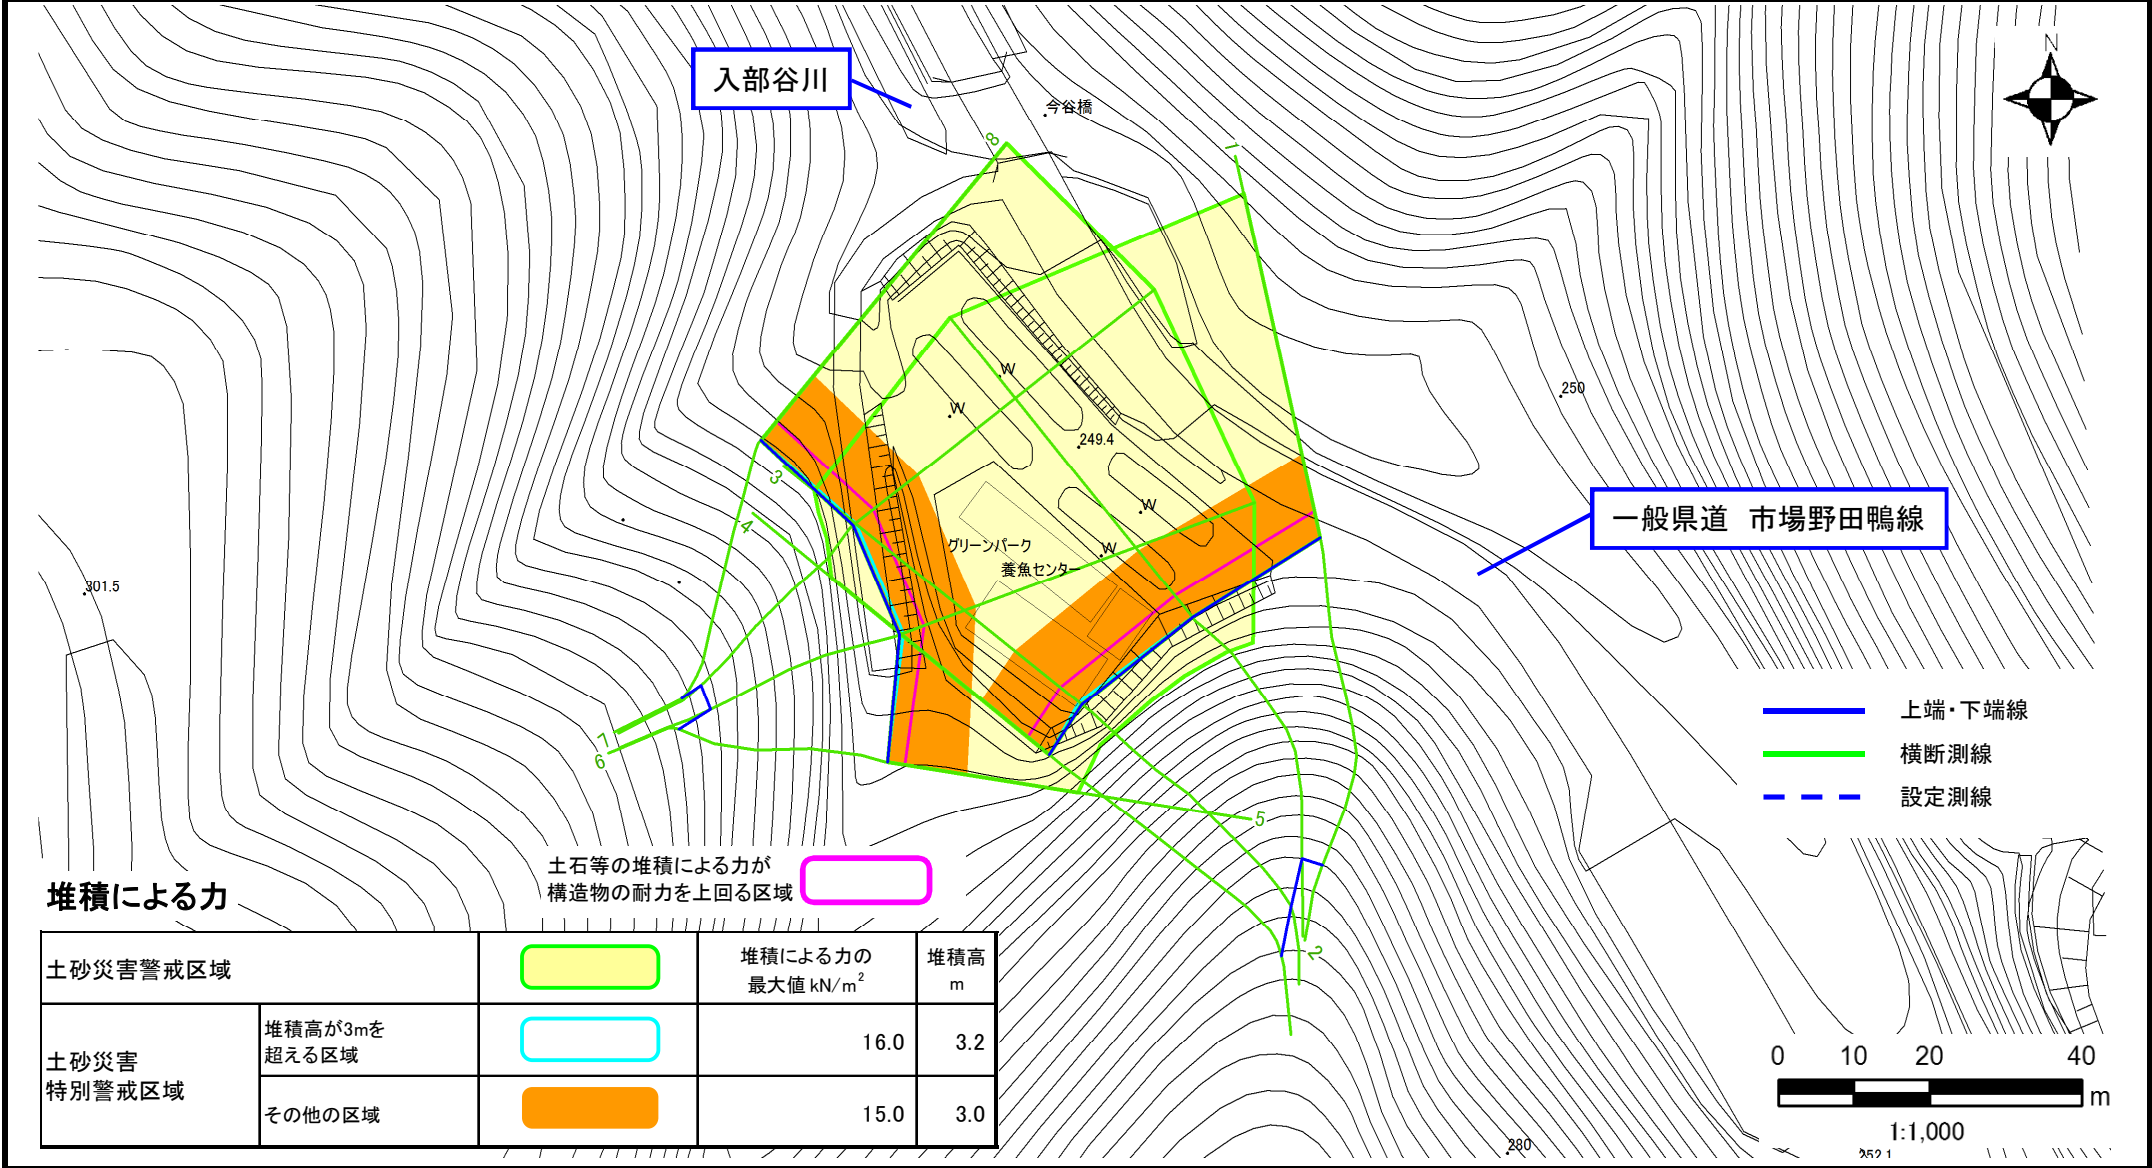 入部谷川
今谷橋
N
8
1
250
W
W
249.4
3
4
W
グリーンパーク
W
養魚センター
一般県道 市場野田鴨線
301.5
7
6
5
2
上端・下端線
横断測線
設定測線
土石等の堆積による力が
構造物の耐力を上回る区域
堆積による力
土砂災害警戒区域
堆積による力の
最大値 kN/m²
堆積高
m
土砂災害
特別警戒区域
堆積高が3mを
超える区域
16.0
3.2
その他の区域
15.0
3.0
0 10 20 40
m
1:1,000
280
252.1